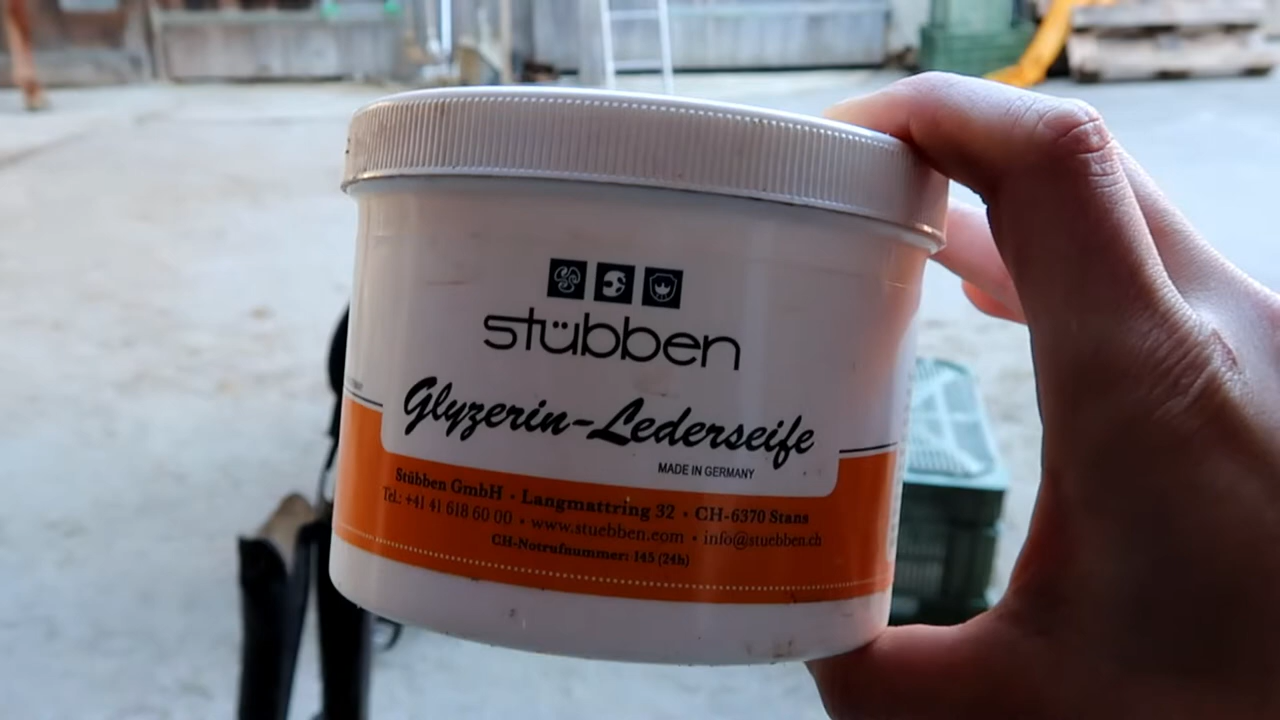 stübben
Glyzerin-Lederseife
MADE IN GERMANY
Stübben GmbH · Langmattring 32 · CH-6370 Stans
Tel.: +41 41 618 60 00 · www.stuebben.com · info@stuebben.ch
CH-Notrufnummer: 145 (24h)